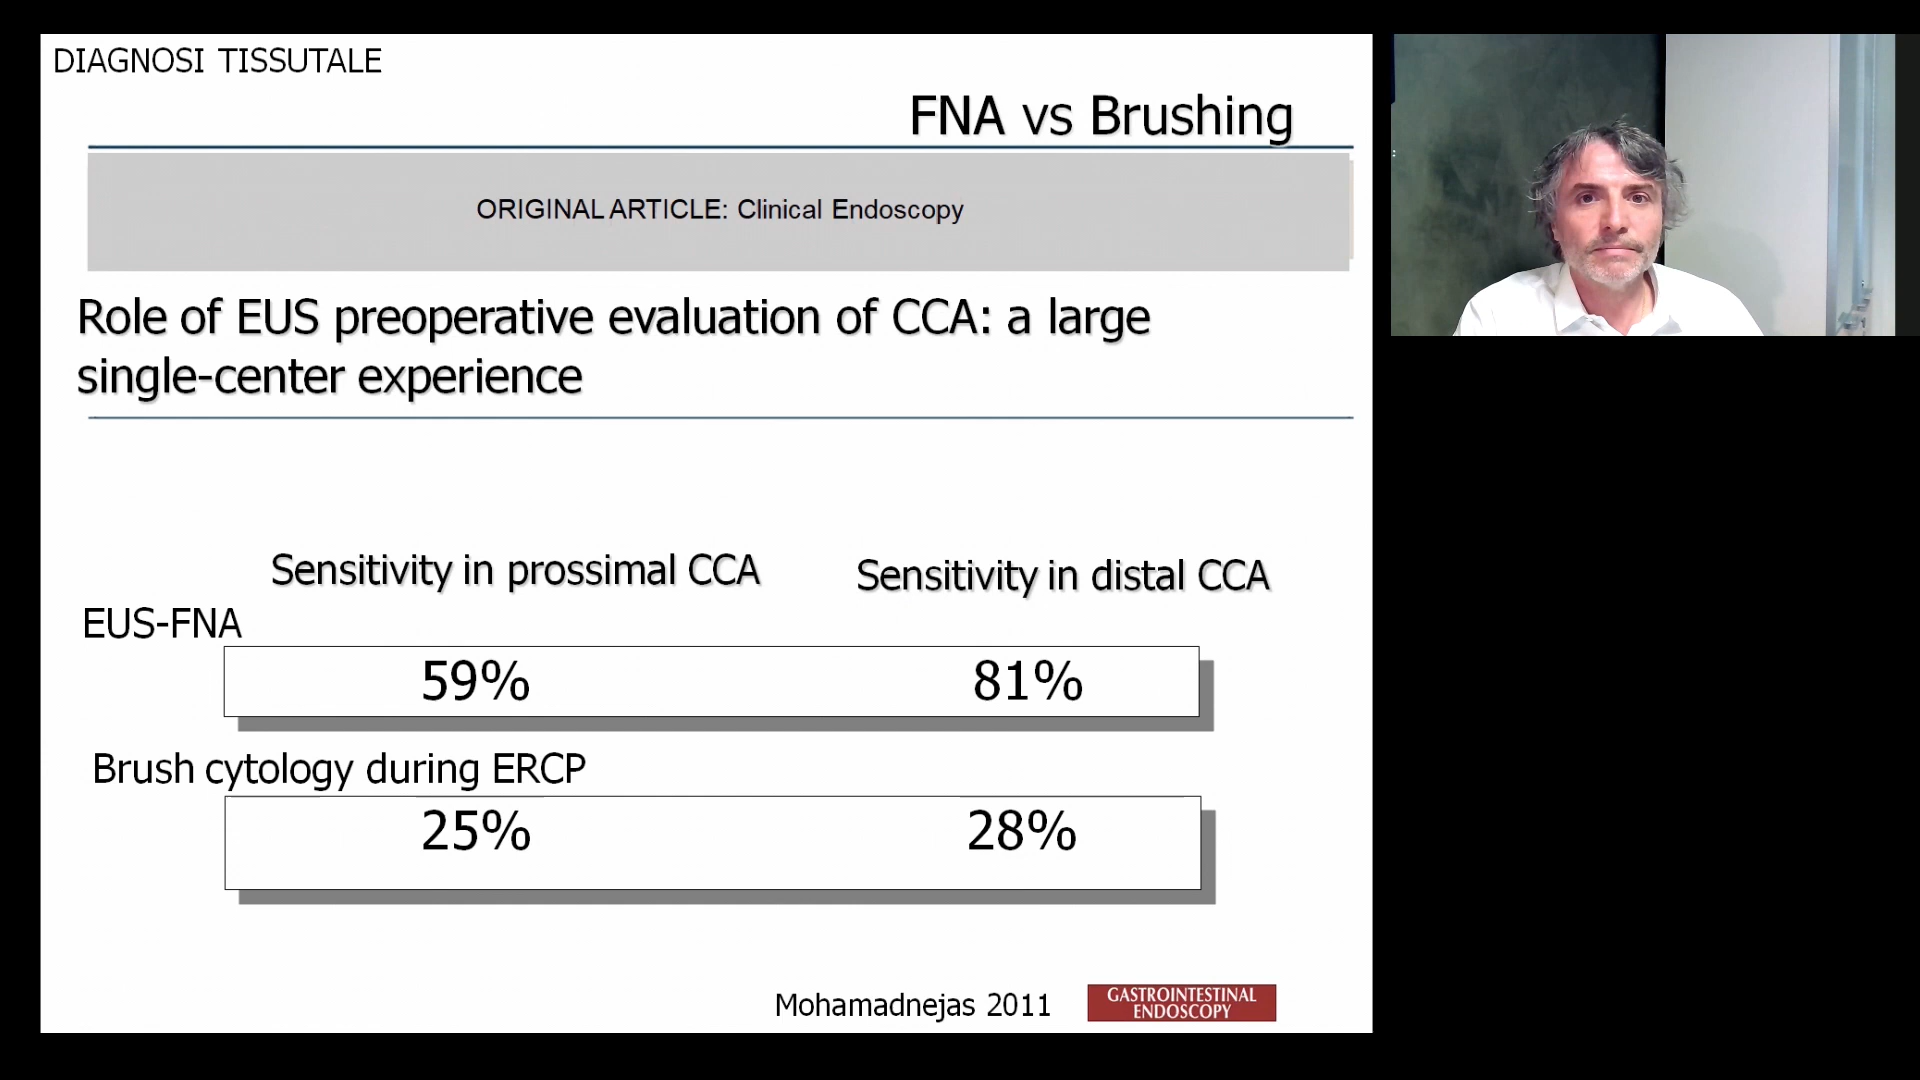 DIAGNOSI TISSUTALE
FNA vs Brushing
ORIGINAL ARTICLE: Clinical Endoscopy
Role of EUS preoperative evaluation of CCA: a large
single-center experience
Sensitivity in prossimal CCA
Sensitivity in distal CCA
EUS-FNA
59%
81%
Brush cytology during ERCP
25%
28%
Mohamadnejas 2011
GASTROINTESTINAL
ENDOSCOPY